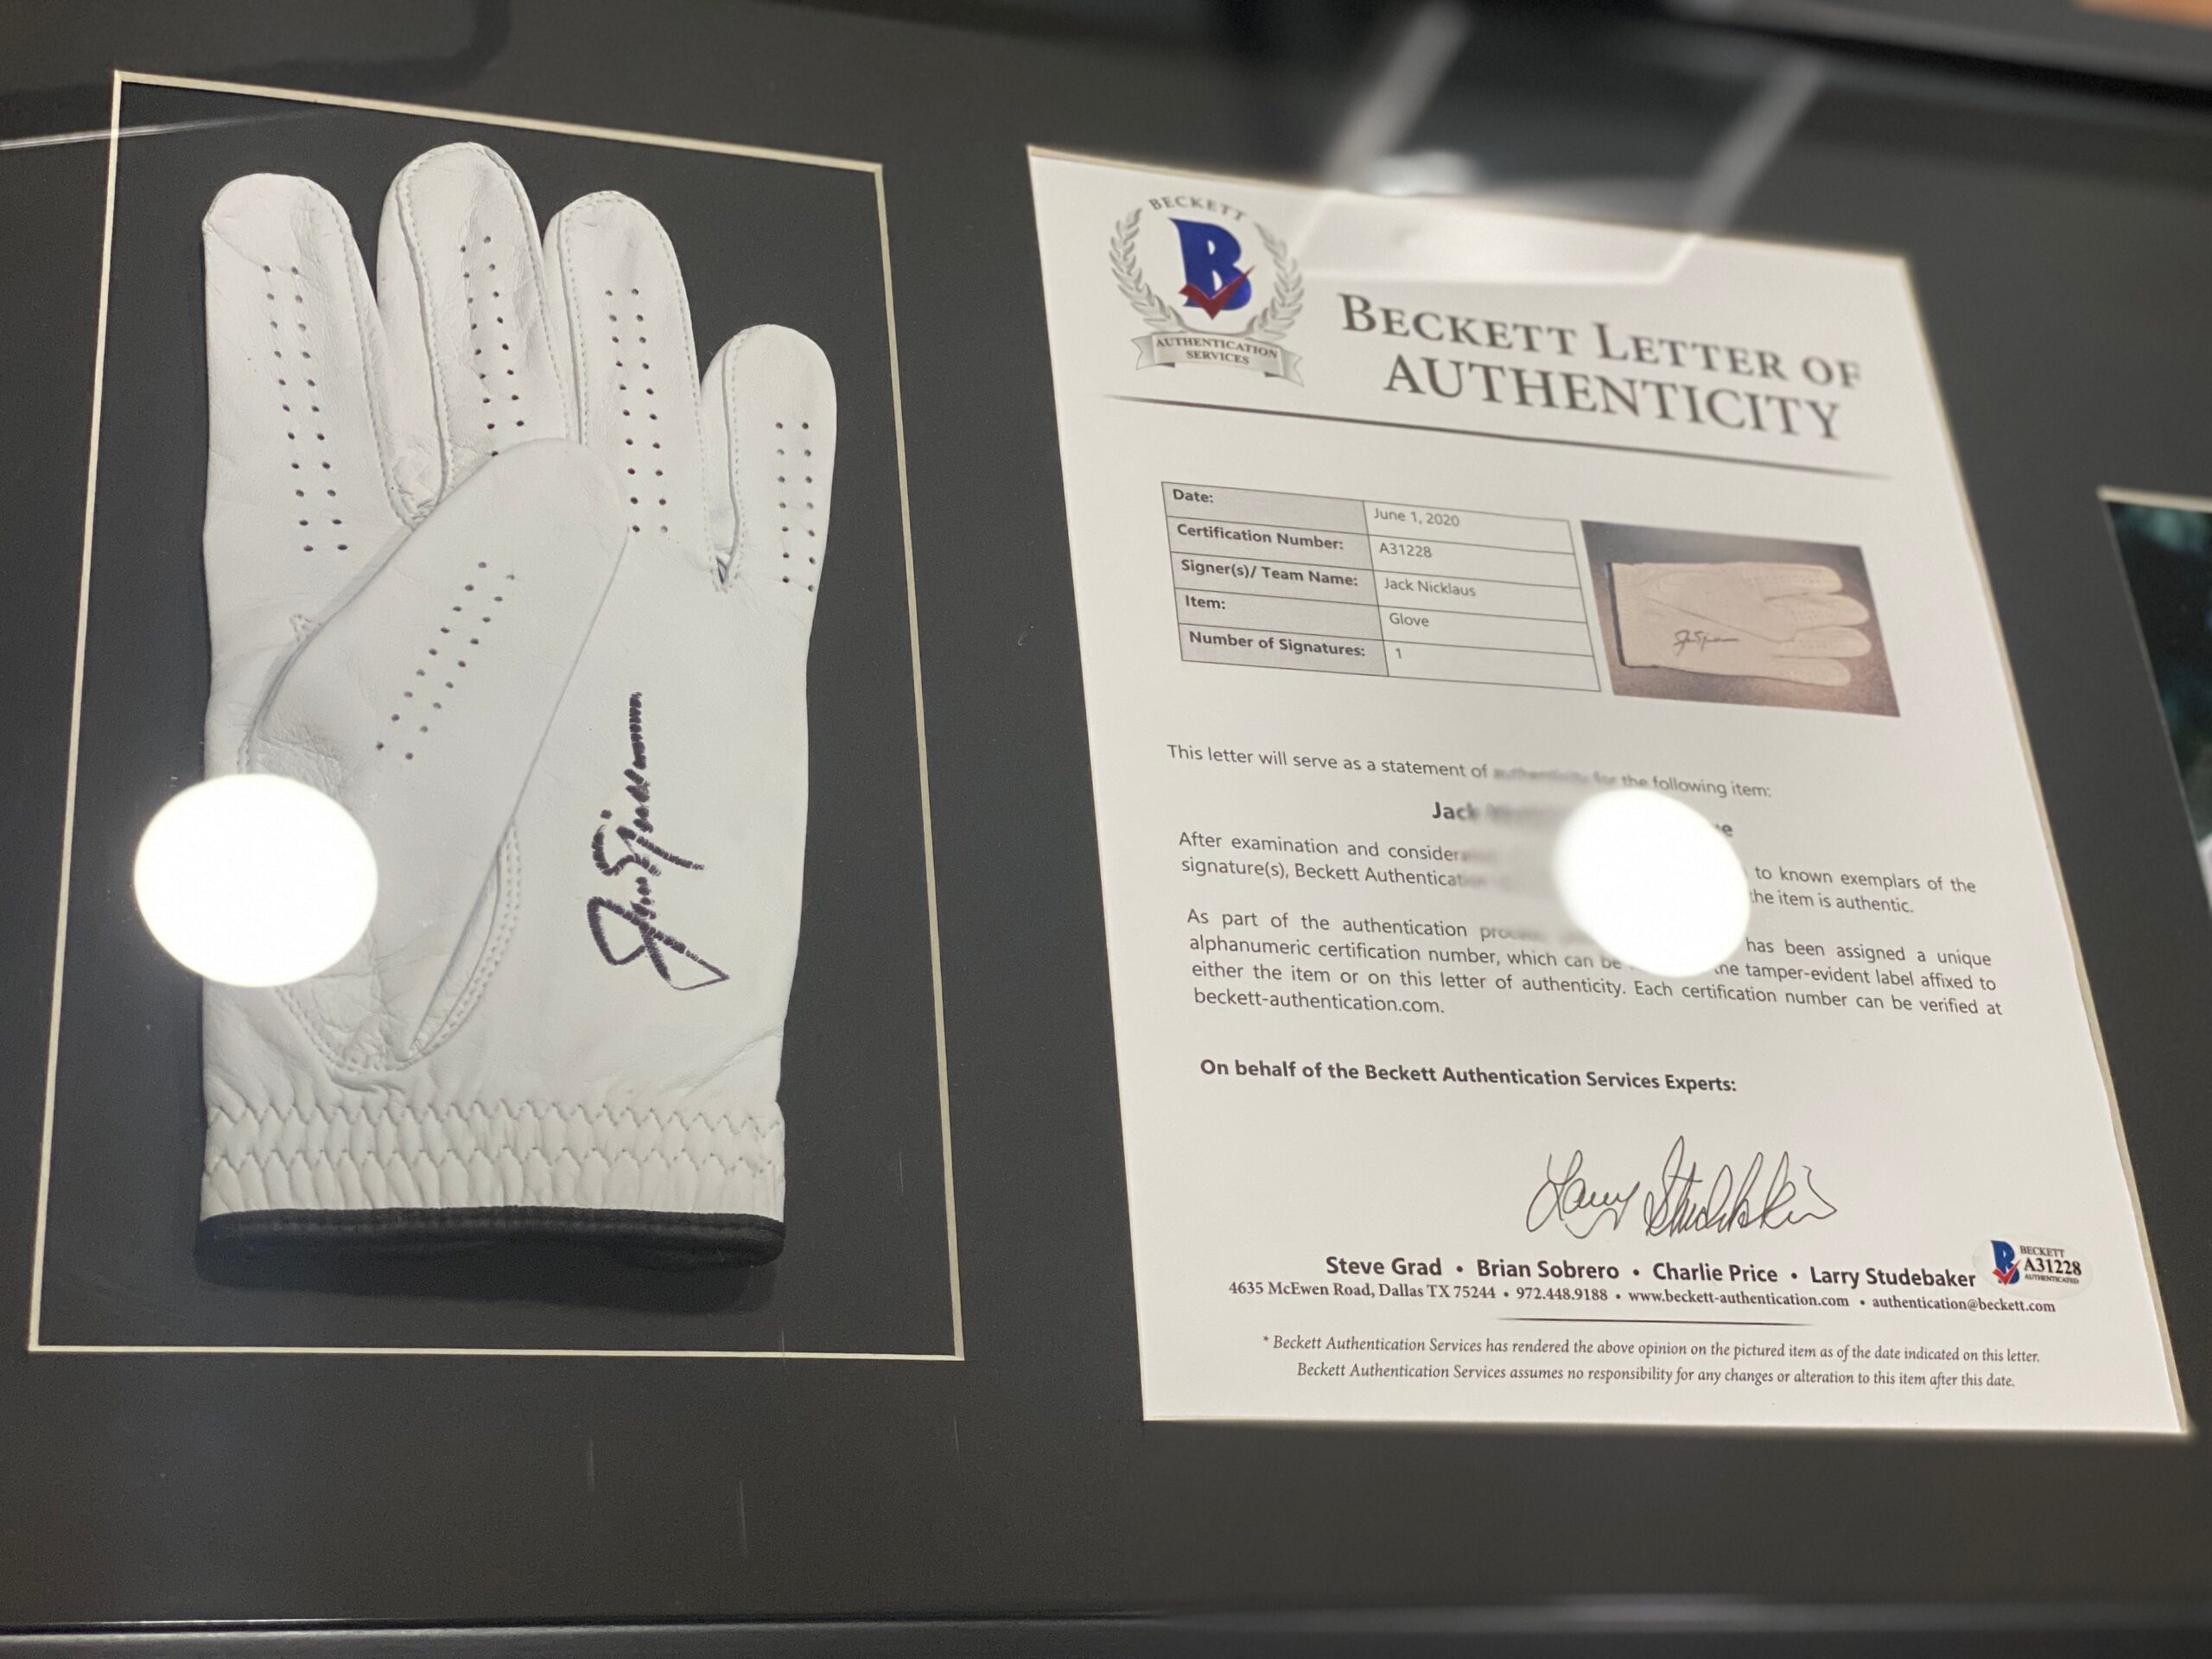 BECKETT
B
AUTHENTICATION
SERVICES
BECKETT LETTER OF
AUTHENTICITY
Date: June 1, 2020
Certification Number: A31228
Signer(s)/ Team Name: Jack Nicklaus
Item: Glove
Number of Signatures: 1
This letter will serve as a statement of authenticity for the following item:
Jack
After examination and to known exemplars of the
signature(s), Beckett the item is authentic.
As part of the authentication has been assigned a unique
alphanumeric certification number, which can be the tamper-evident label affixed to
either the item or on this letter of authenticity. Each certification number can be verified at
beckett-authentication.com.
On behalf of the Beckett Authentication Services Experts:
Larry Studebaker
Steve Grad • Brian Sobrero • Charlie Price • Larry Studebaker
BECKETT
A31228
AUTHENTICATED
4635 McEwen Road, Dallas TX 75244 • 972.448.9188 • www.beckett-authentication.com • authentication@beckett.com
* Beckett Authentication Services has rendered the above opinion on the pictured item as of the date indicated on this letter.
Beckett Authentication Services assumes no responsibility for any changes or alteration to this item after this date.